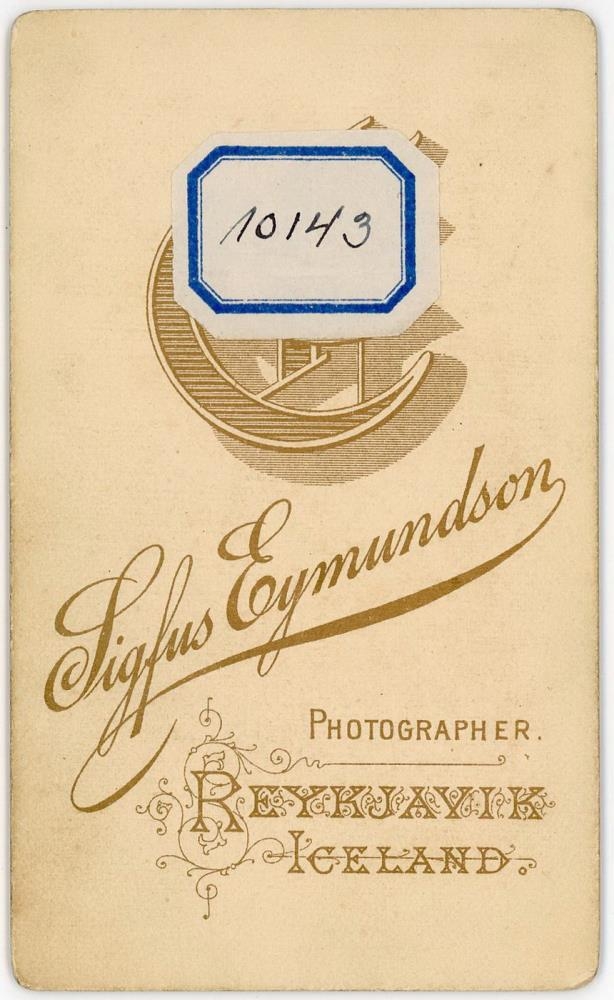 10143
Sigfus Eymundson
PHOTOGRAPHER.
REYKJAVIK
ICELAND.